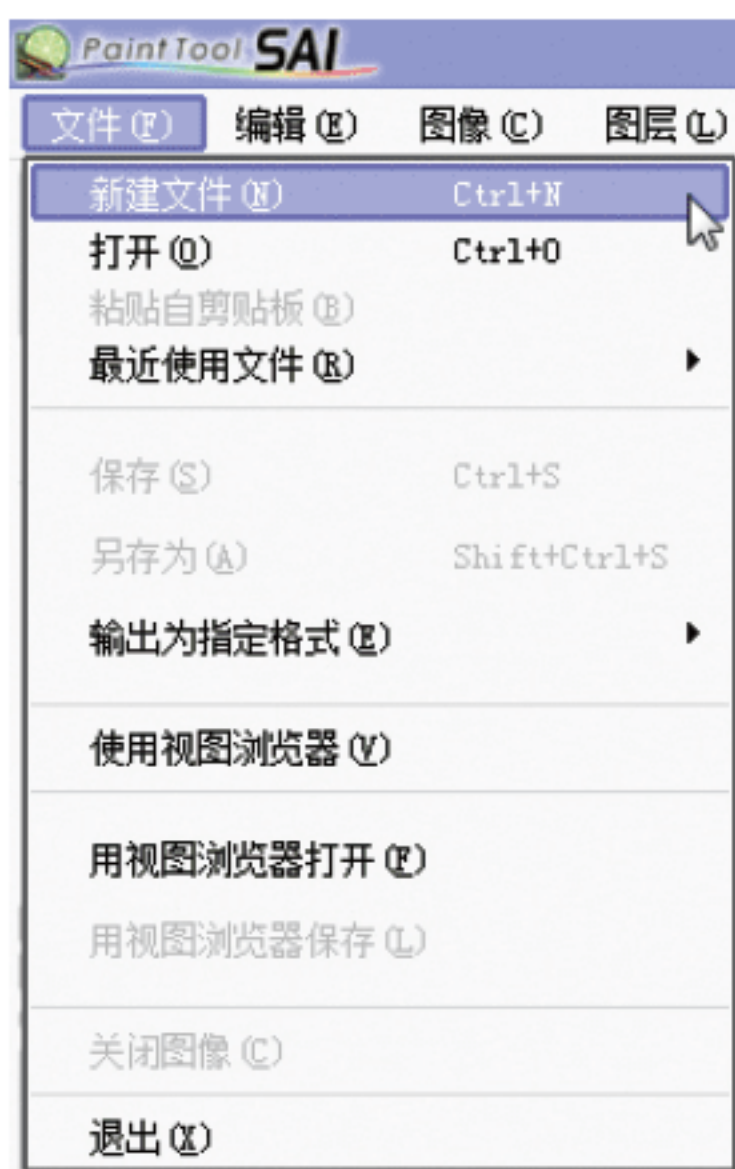 Paint Tool SAI
文件(F) 编辑(E) 图像(C) 图层(L)
新建文件(N) Ctrl+N
打开(O) Ctrl+O
粘贴自剪贴板(B)
最近使用文件(R)
保存(S) Ctrl+S
另存为(A) Shift+Ctrl+S
输出为指定格式(E)
使用视图浏览器(V)
用视图浏览器打开(F)
用视图浏览器保存(L)
关闭图像(C)
退出(X)